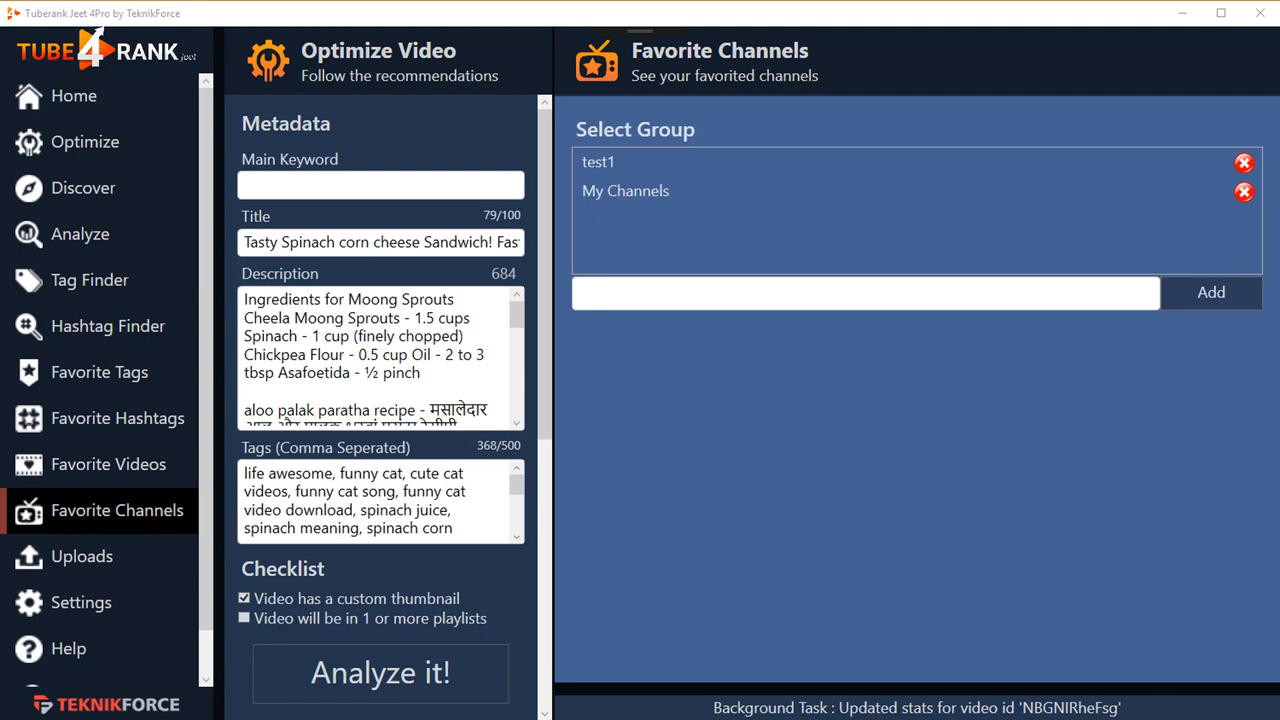 Tuberank Jeet 4Pro by TeknikForce
TUBE4RANK jeet
Home
Optimize
Discover
Analyze
Tag Finder
Hashtag Finder
Favorite Tags
Favorite Hashtags
Favorite Videos
Favorite Channels
Uploads
Settings
Help
TEKNIKFORCE
Optimize Video
Follow the recommendations
Metadata
Main Keyword
Title 79/100
Tasty Spinach corn cheese Sandwich! Fas
Description 684
Ingredients for Moong Sprouts
Cheela Moong Sprouts - 1.5 cups
Spinach - 1 cup (finely chopped)
Chickpea Flour - 0.5 cup Oil - 2 to 3
tbsp Asafoetida - ½ pinch
aloo palak paratha recipe - मसालेदार
Tags (Comma Seperated) 368/500
life awesome, funny cat, cute cat
videos, funny cat song, funny cat
video download, spinach juice,
spinach meaning, spinach corn
Checklist
Video has a custom thumbnail
Video will be in 1 or more playlists
Analyze it!
Favorite Channels
See your favorited channels
Select Group
test1
My Channels
Add
Background Task : Updated stats for video id 'NBGNIRheFsg'